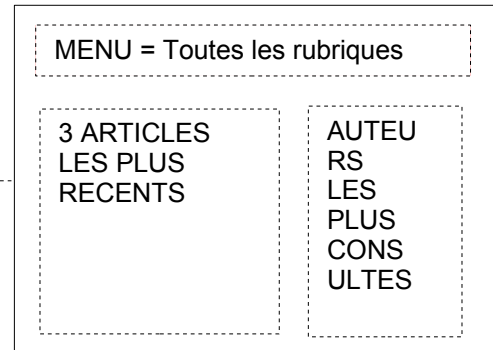 MENU = Toutes les rubriques
3 ARTICLES
LES PLUS
RECENTS
AUTEU
RS
LES
PLUS
CONS
ULTES